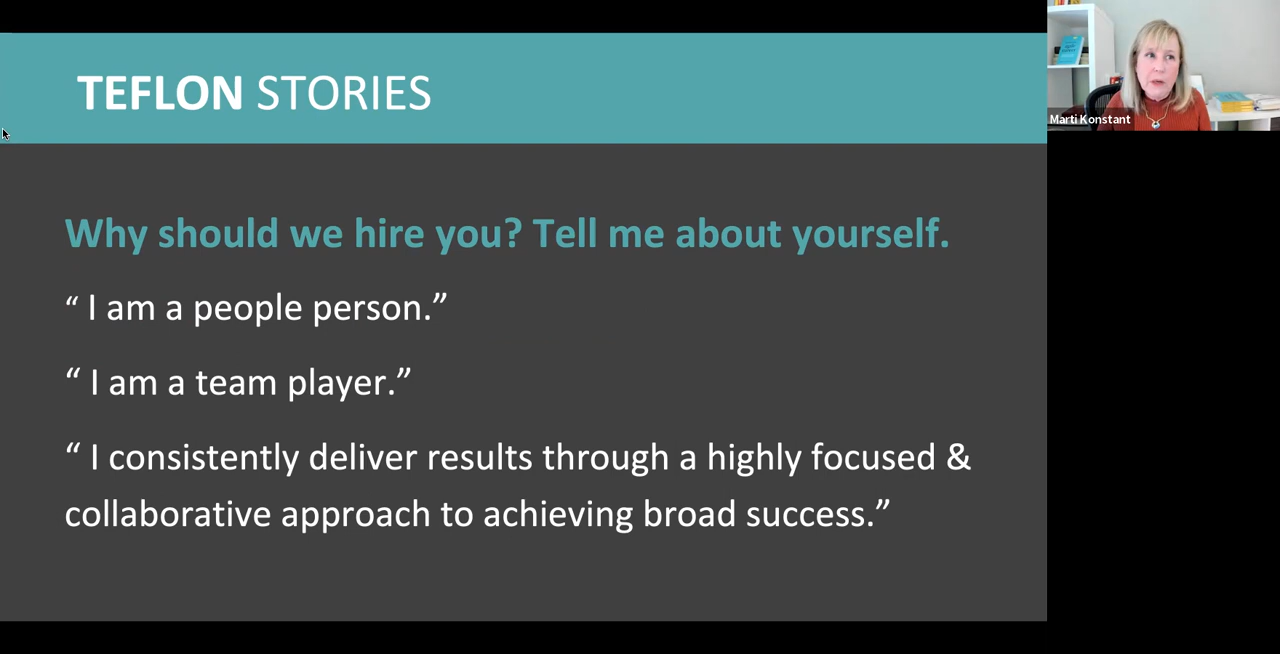 TEFLON STORIES
Why should we hire you? Tell me about yourself.
“ I am a people person.”
“ I am a team player.”
“ I consistently deliver results through a highly focused &
collaborative approach to achieving broad success.”
Marti Konstant